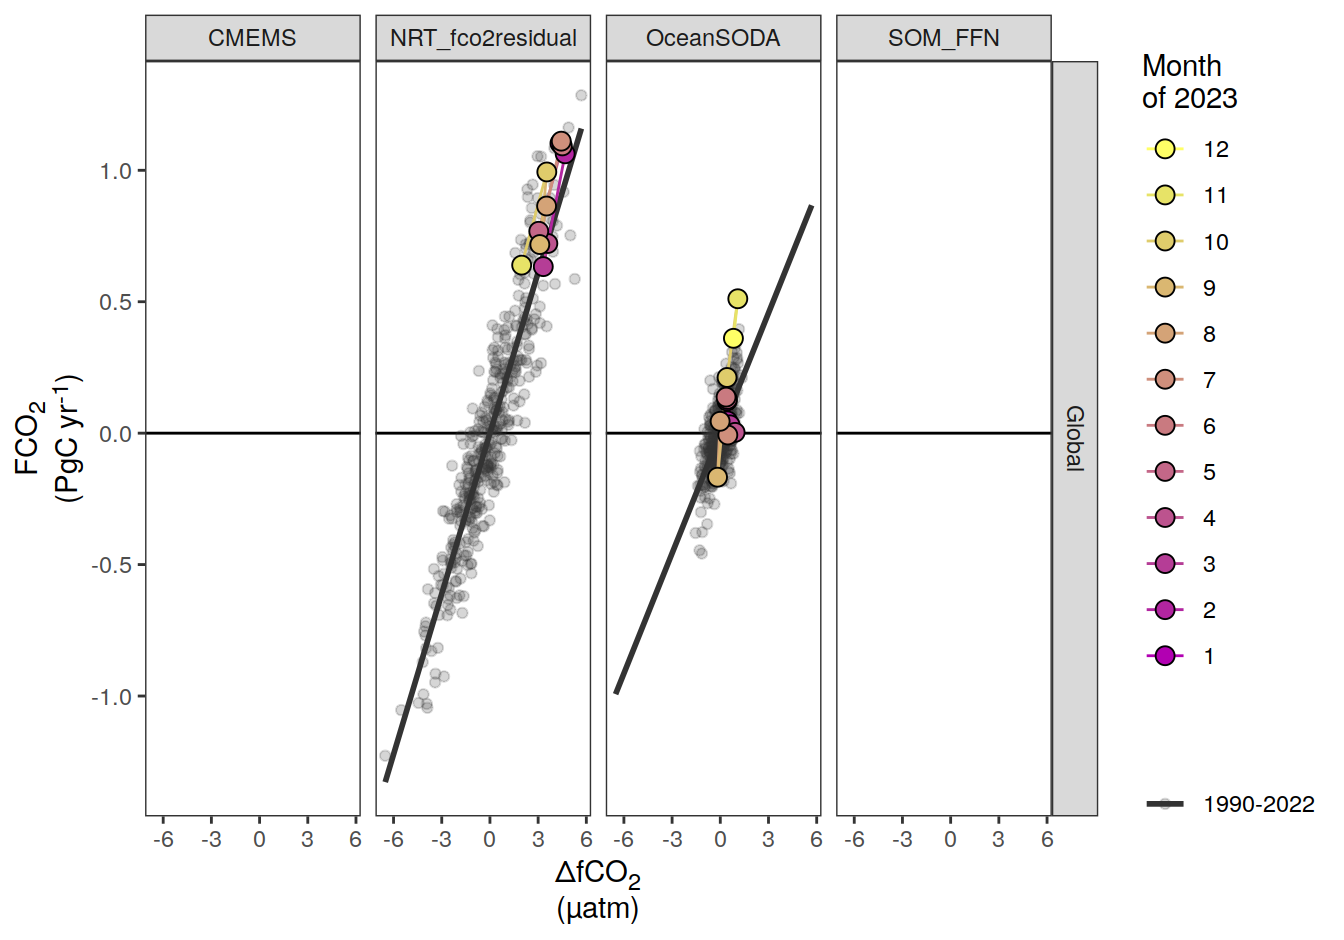 CMEMS NRT_fco2residual OceanSODA SOM_FFN
Global
FCO₂
(PgC yr⁻¹)
1.0
0.5
0.0
-0.5
-1.0
-6 -3 0 3 6 -6 -3 0 3 6 -6 -3 0 3 6 -6 -3 0 3 6
ΔfCO₂
(µatm)
Month
of 2023
12
11
10
9
8
7
6
5
4
3
2
1
1990-2022